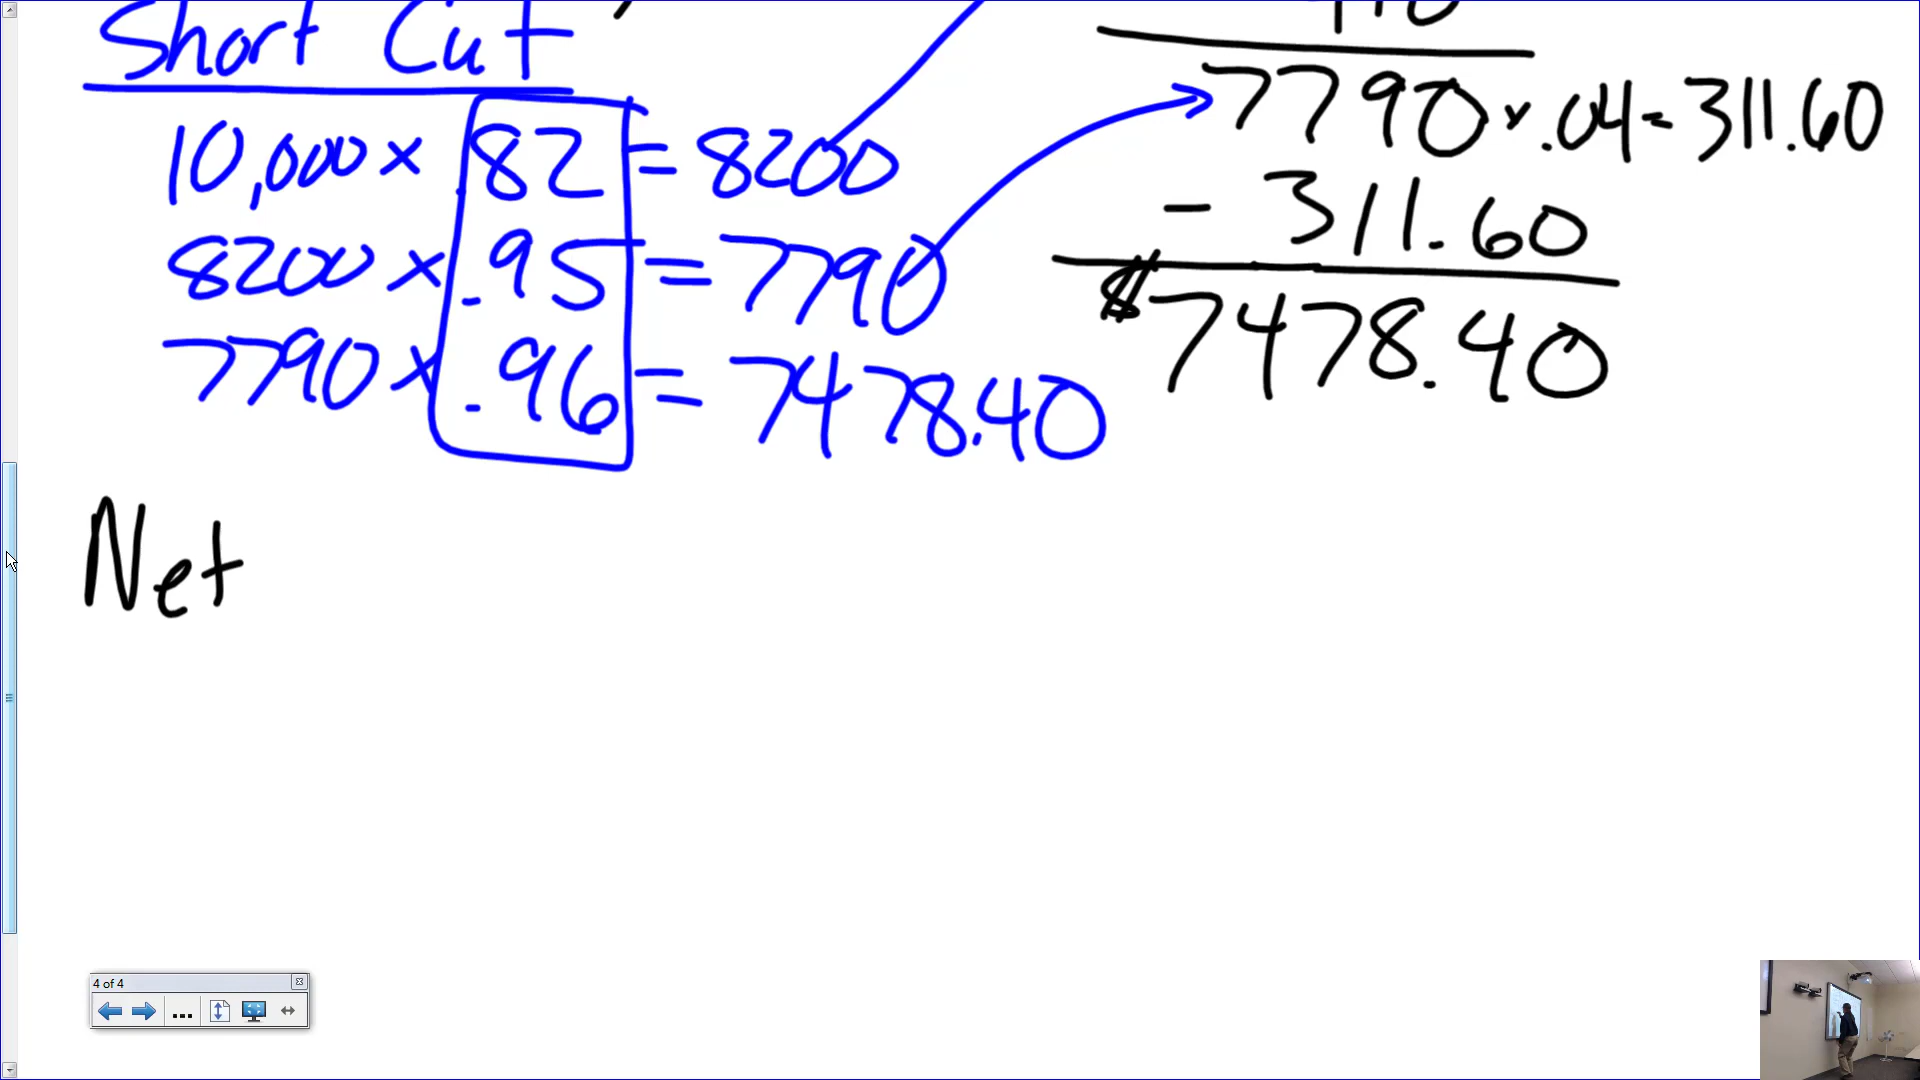 Short Cut
10,000 × .82 = 8200
8200 × .95 = 7790
7790 × .96 = 7478.40
7790 × .04 = 311.60
- 311.60
$7478.40
Net
4 of 4